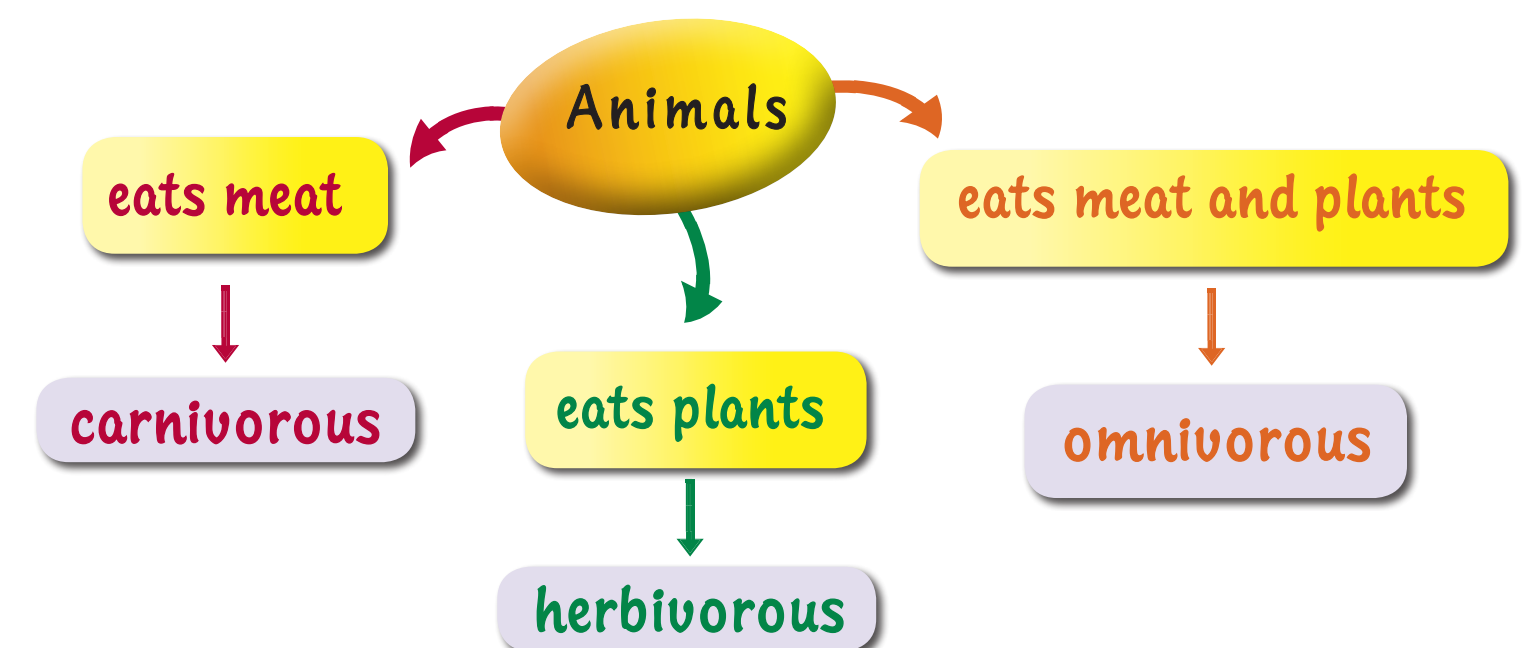 Animals
eats meat
eats meat and plants
carnivorous
eats plants
omnivorous
herbivorous